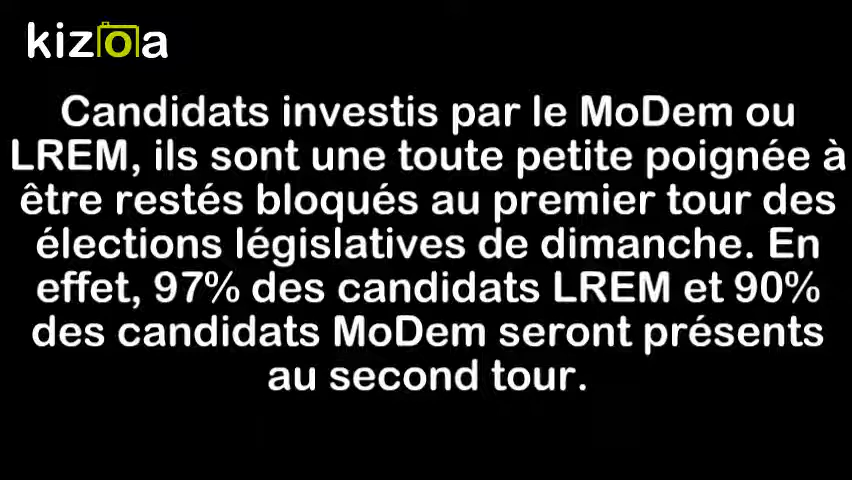 kizoa
Candidats investis par le MoDem ou
LREM, ils sont une toute petite poignée à
être restés bloqués au premier tour des
élections législatives de dimanche. En
effet, 97% des candidats LREM et 90%
des candidats MoDem seront présents
au second tour.